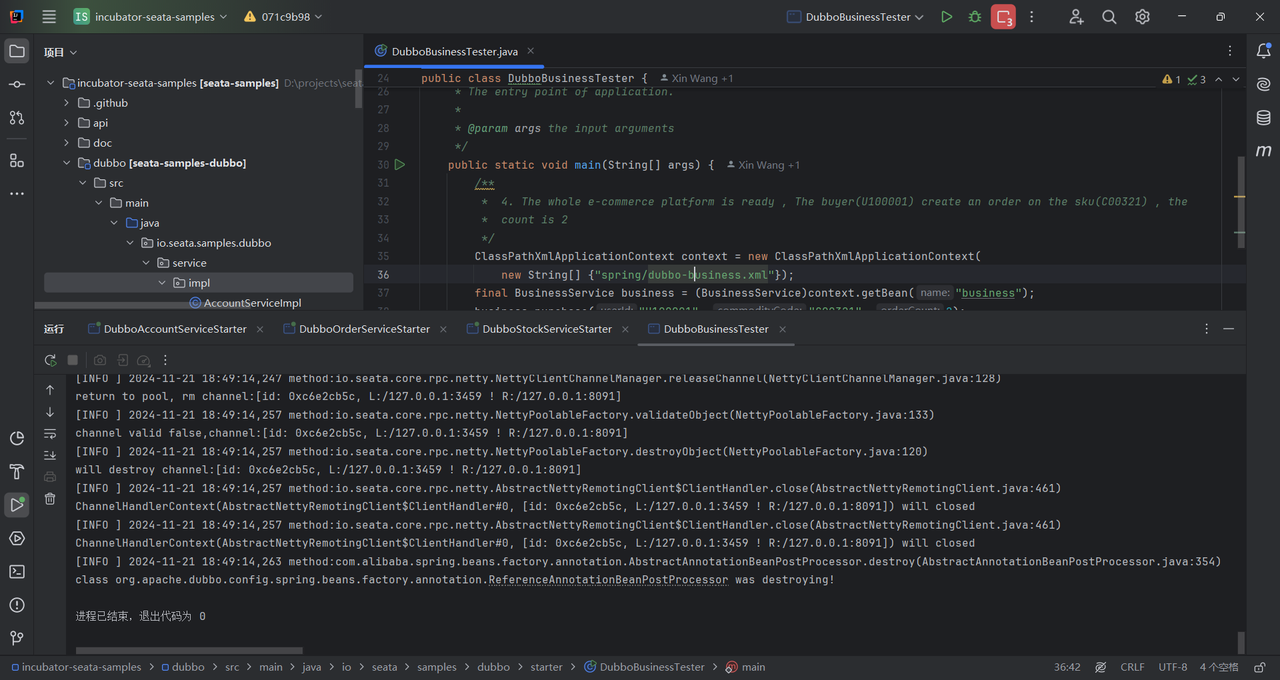 IS incubator-seata-samples 071c9b98 DubboBusinessTester 3
项目
incubator-seata-samples [seata-samples] D:\projects\seat
.github
api
doc
dubbo [seata-samples-dubbo]
src
main
java
io.seata.samples.dubbo
service
impl
AccountServiceImpl
DubboBusinessTester.java
24 public class DubboBusinessTester { Xin Wang +1
1 3
26 * The entry point of application.
27 *
28 * @param args the input arguments
29 */
30 public static void main(String[] args) { Xin Wang +1
31 /**
32 * 4. The whole e-commerce platform is ready , The buyer(U100001) create an order on the sku(C00321) , the
33 * count is 2
34 */
35 ClassPathXmlApplicationContext context = new ClassPathXmlApplicationContext(
36 new String[] {"spring/dubbo-business.xml"});
37 final BusinessService business = (BusinessService)context.getBean( name: "business");
运行 DubboAccountServiceStarter DubboOrderServiceStarter DubboStockServiceStarter DubboBusinessTester
[INFO ] 2024-11-21 18:49:14,247 method:io.seata.core.rpc.netty.NettyClientChannelManager.releaseChannel(NettyClientChannelManager.java:128)
return to pool, rm channel:[id: 0xc6e2cb5c, L:/127.0.0.1:3459 ! R:/127.0.0.1:8091]
[INFO ] 2024-11-21 18:49:14,257 method:io.seata.core.rpc.netty.NettyPoolableFactory.validateObject(NettyPoolableFactory.java:133)
channel valid false,channel:[id: 0xc6e2cb5c, L:/127.0.0.1:3459 ! R:/127.0.0.1:8091]
[INFO ] 2024-11-21 18:49:14,257 method:io.seata.core.rpc.netty.NettyPoolableFactory.destroyObject(NettyPoolableFactory.java:120)
will destroy channel:[id: 0xc6e2cb5c, L:/127.0.0.1:3459 ! R:/127.0.0.1:8091]
[INFO ] 2024-11-21 18:49:14,257 method:io.seata.core.rpc.netty.AbstractNettyRemotingClient$ClientHandler.close(AbstractNettyRemotingClient.java:461)
ChannelHandlerContext(AbstractNettyRemotingClient$ClientHandler#0, [id: 0xc6e2cb5c, L:/127.0.0.1:3459 ! R:/127.0.0.1:8091]) will closed
[INFO ] 2024-11-21 18:49:14,257 method:io.seata.core.rpc.netty.AbstractNettyRemotingClient$ClientHandler.close(AbstractNettyRemotingClient.java:461)
ChannelHandlerContext(AbstractNettyRemotingClient$ClientHandler#0, [id: 0xc6e2cb5c, L:/127.0.0.1:3459 ! R:/127.0.0.1:8091]) will closed
[INFO ] 2024-11-21 18:49:14,263 method:com.alibaba.spring.beans.factory.annotation.AbstractAnnotationBeanPostProcessor.destroy(AbstractAnnotationBeanPostProcessor.java:354)
class org.apache.dubbo.config.spring.beans.factory.annotation.ReferenceAnnotationBeanPostProcessor was destroying!
进程已结束，退出代码为 0
incubator-seata-samples > dubbo > src > main > java > io > seata > samples > dubbo > starter > DubboBusinessTester > main 36:42 CRLF UTF-8 4 个空格